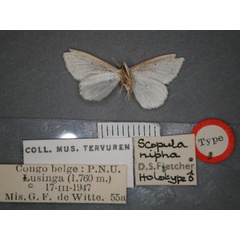 COLL. MUS. TERVUREN
Congo belge : P.N.U.
Lusinga (1.760 m.)
17-III-1947
Mis. G. F. de Witte. 55a
Scopula
nipha
D.S. Fletcher
Holotype ♂
Type